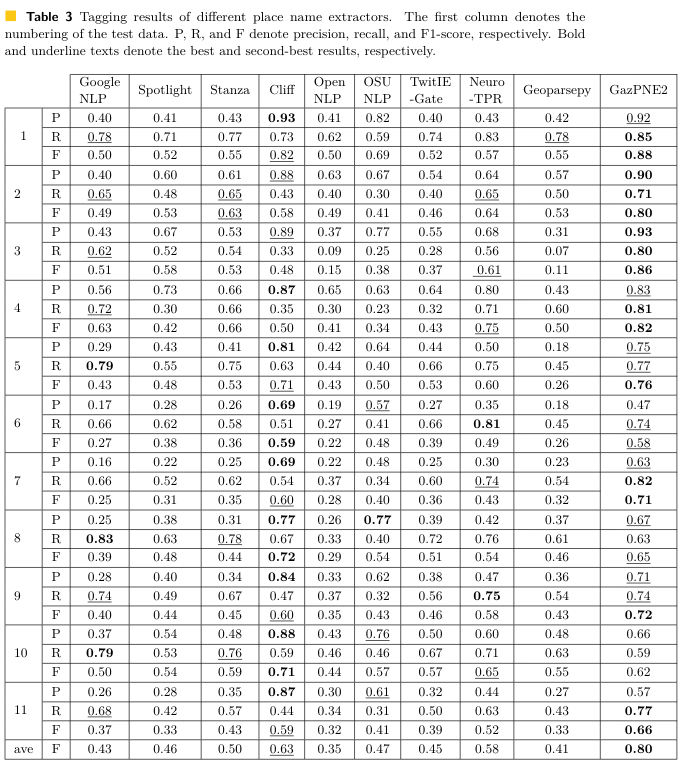 Table 3 Tagging results of different place name extractors. The first column denotes the
numbering of the test data. P, R, and F denote precision, recall, and F1-score, respectively. Bold
and underline texts denote the best and second-best results, respectively.
Google NLP Spotlight Stanza Cliff Open NLP OSU NLP TwitIE -Gate Neuro -TPR Geoparsepy GazPNE2
P 0.40 0.41 0.43 0.93 0.41 0.82 0.40 0.43 0.42 0.92
1 R 0.78 0.71 0.77 0.73 0.62 0.59 0.74 0.83 0.78 0.85
F 0.50 0.52 0.55 0.82 0.50 0.69 0.52 0.57 0.55 0.88
P 0.40 0.60 0.61 0.88 0.63 0.67 0.54 0.64 0.57 0.90
2 R 0.65 0.48 0.65 0.43 0.40 0.30 0.40 0.65 0.50 0.71
F 0.49 0.53 0.63 0.58 0.49 0.41 0.46 0.64 0.53 0.80
P 0.43 0.67 0.53 0.89 0.37 0.77 0.55 0.68 0.31 0.93
3 R 0.62 0.52 0.54 0.33 0.09 0.25 0.28 0.56 0.07 0.80
F 0.51 0.58 0.53 0.48 0.15 0.38 0.37 0.61 0.11 0.86
P 0.56 0.73 0.66 0.87 0.65 0.63 0.64 0.80 0.43 0.83
4 R 0.72 0.30 0.66 0.35 0.30 0.23 0.32 0.71 0.60 0.81
F 0.63 0.42 0.66 0.50 0.41 0.34 0.43 0.75 0.50 0.82
P 0.29 0.43 0.41 0.81 0.42 0.64 0.44 0.50 0.18 0.75
5 R 0.79 0.55 0.75 0.63 0.44 0.40 0.66 0.75 0.45 0.77
F 0.43 0.48 0.53 0.71 0.43 0.50 0.53 0.60 0.26 0.76
P 0.17 0.28 0.26 0.69 0.19 0.57 0.27 0.35 0.18 0.47
6 R 0.66 0.62 0.58 0.51 0.27 0.41 0.66 0.81 0.45 0.74
F 0.27 0.38 0.36 0.59 0.22 0.48 0.39 0.49 0.26 0.58
P 0.16 0.22 0.25 0.69 0.22 0.48 0.25 0.30 0.23 0.63
7 R 0.66 0.52 0.62 0.54 0.37 0.34 0.60 0.74 0.54 0.82
F 0.25 0.31 0.35 0.60 0.28 0.40 0.36 0.43 0.32 0.71
P 0.25 0.38 0.31 0.77 0.26 0.77 0.39 0.42 0.37 0.67
8 R 0.83 0.63 0.78 0.67 0.33 0.40 0.72 0.76 0.61 0.63
F 0.39 0.48 0.44 0.72 0.29 0.54 0.51 0.54 0.46 0.65
P 0.28 0.40 0.34 0.84 0.33 0.62 0.38 0.47 0.36 0.71
9 R 0.74 0.49 0.67 0.47 0.37 0.32 0.56 0.75 0.54 0.74
F 0.40 0.44 0.45 0.60 0.35 0.43 0.46 0.58 0.43 0.72
P 0.37 0.54 0.48 0.88 0.43 0.76 0.50 0.60 0.48 0.66
10 R 0.79 0.53 0.76 0.59 0.46 0.46 0.67 0.71 0.63 0.59
F 0.50 0.54 0.59 0.71 0.44 0.57 0.57 0.65 0.55 0.62
P 0.26 0.28 0.35 0.87 0.30 0.61 0.32 0.44 0.27 0.57
11 R 0.68 0.42 0.57 0.44 0.34 0.31 0.50 0.63 0.43 0.77
F 0.37 0.33 0.43 0.59 0.32 0.41 0.39 0.52 0.33 0.66
ave F 0.43 0.46 0.50 0.63 0.35 0.47 0.45 0.58 0.41 0.80